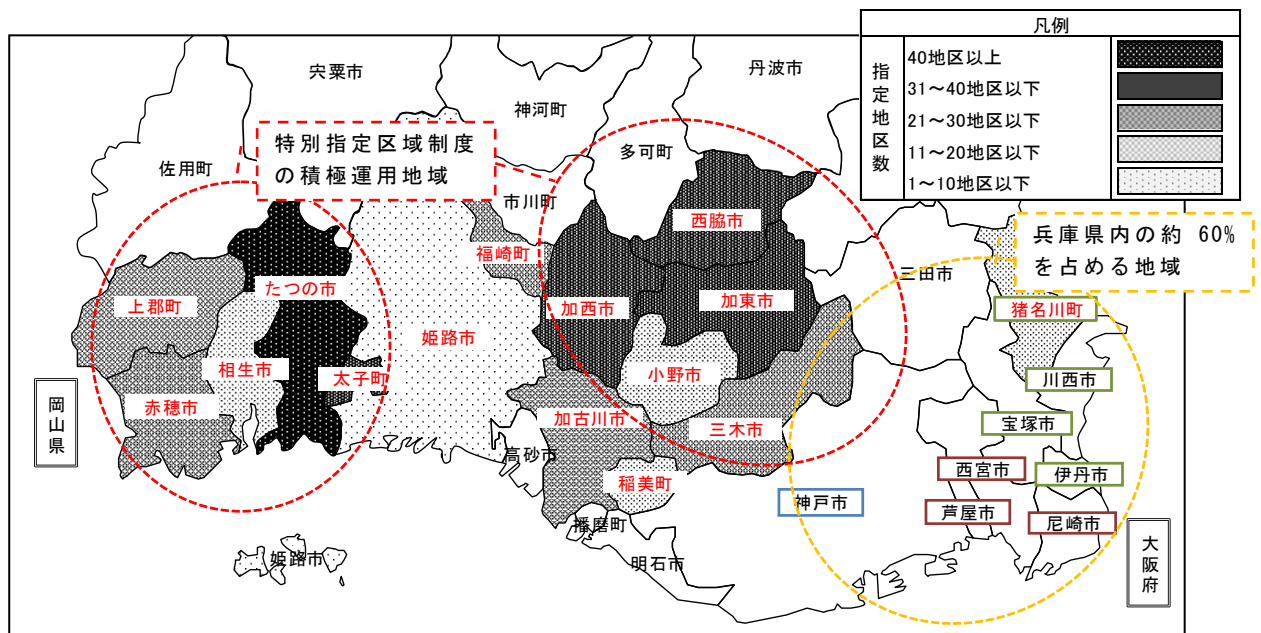 凡例
指定地区数
40地区以上
31～40地区以下
21～30地区以下
11～20地区以下
1～10地区以下
宍粟市
丹波市
神河町
特別指定区域制度
の積極運用地域
多可町
佐用町
市川町
西脇市
兵庫県内の約 60%
を占める地域
福崎町
三田市
たつの市
上郡町
加西市
加東市
猪名川町
姫路市
相生市
太子町
小野市
川西市
岡山県
赤穂市
加古川市
三木市
宝塚市
高砂市
西宮市
伊丹市
稲美町
神戸市
芦屋市
尼崎市
播磨町
大阪府
姫路市
明石市